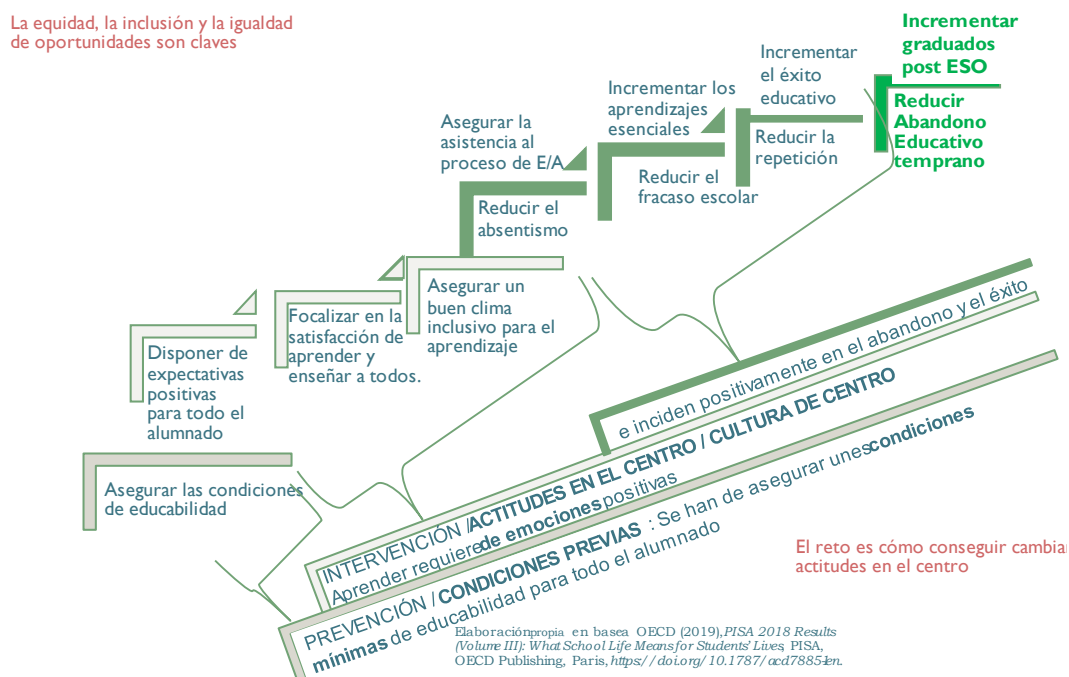 La equidad, la inclusión y la igualdad
de oportunidades son claves
Incrementar
graduados
post ESO
Reducir
Abandono
Educativo
temprano
Incrementar
el éxito
educativo
Reducir la
repetición
Incrementar los
aprendizajes
esenciales
Reducir el
fracaso escolar
Asegurar la
asistencia al
proceso de E/A
Reducir el
absentismo
Asegurar un
buen clima
inclusivo para el
aprendizaje
Focalizar en la
satisfacción de
aprender y
enseñar a todos.
Disponer de
expectativas
positivas
para todo el
alumnado
Asegurar las condiciones
de educabilidad
e inciden positivamente en el abandono y el éxito
INTERVENCIÓN /ACTITUDES EN EL CENTRO / CULTURA DE CENTRO
Aprender requiere de emociones positivas
PREVENCIÓN / CONDICIONES PREVIAS : Se han de asegurar unes condiciones
mínimas de educabilidad para todo el alumnado
El reto es cómo conseguir cambiar
actitudes en el centro
Elaboración propia en base a OECD (2019), PISA 2018 Results
(Volume III): What School Life Means for Students' Lives, PISA,
OECD Publishing, Paris, https://doi.org/10.1787/acd78851-en.